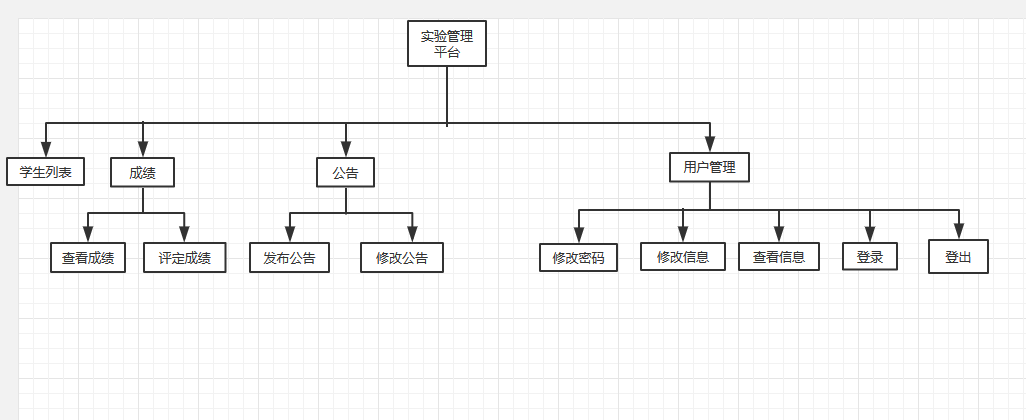 实验管理
平台
学生列表
成绩
公告
用户管理
查看成绩
评定成绩
发布公告
修改公告
修改密码
修改信息
查看信息
登录
登出